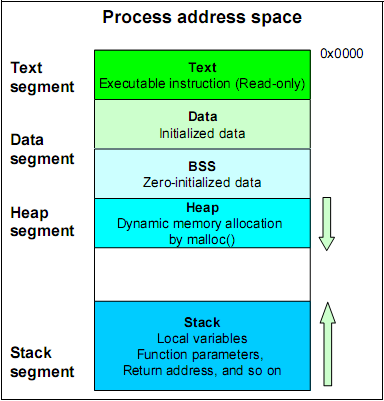 Process address space
0x0000
Text
segment
Text
Executable instruction (Read-only)
Data
segment
Data
Initialized data
BSS
Zero-initialized data
Heap
segment
Heap
Dynamic memory allocation
by malloc()
Stack
segment
Stack
Local variables
Function parameters,
Return address, and so on